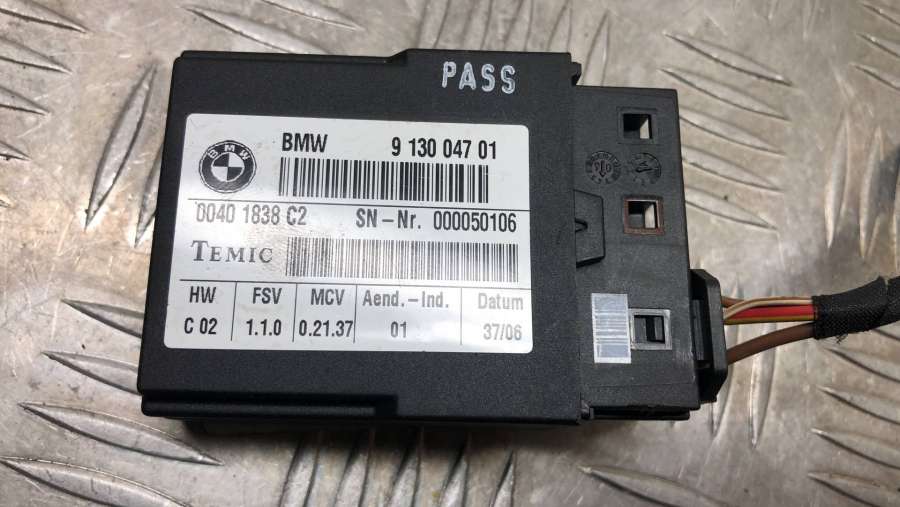 PASS
BMW 9 130 047 01
BMW
0040 1838 C2 SN-Nr. 000050106
TEMIC
HW FSV MCV Aend.-Ind. Datum
C 02 1.1.0 0.21.37 01 37/06